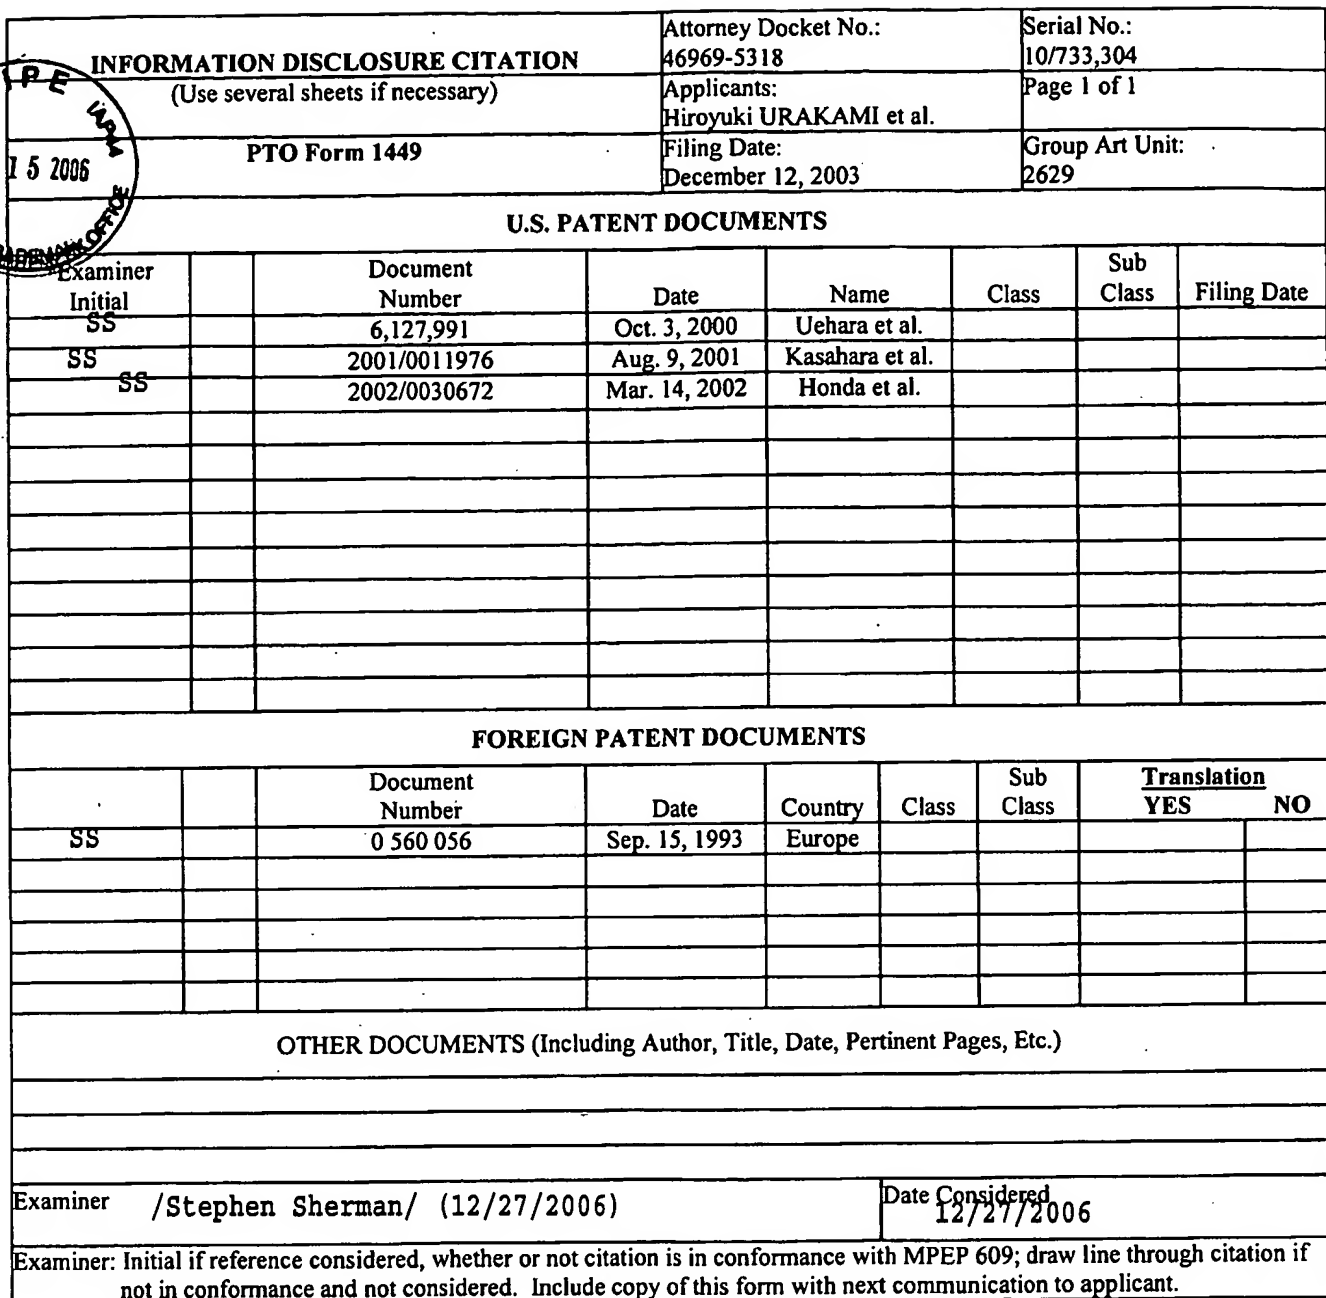 INFORMATION DISCLOSURE CITATION
(Use several sheets if necessary)
PTO Form 1449
Attorney Docket No.:
46969-5318
Serial No.:
10/733,304
Applicants:
Hiroyuki URAKAMI et al.
Page 1 of 1
Filing Date:
December 12, 2003
Group Art Unit:
2629
I P E IAP
15 2006
OFFICE
U.S. PATENT DOCUMENTS
Examiner Initial Document Number Date Name Class Sub Class Filing Date
SS 6,127,991 Oct. 3, 2000 Uehara et al.
SS 2001/0011976 Aug. 9, 2001 Kasahara et al.
SS 2002/0030672 Mar. 14, 2002 Honda et al.
FOREIGN PATENT DOCUMENTS
Document Number Date Country Class Sub Class Translation YES NO
SS 0 560 056 Sep. 15, 1993 Europe
OTHER DOCUMENTS (Including Author, Title, Date, Pertinent Pages, Etc.)
Examiner /Stephen Sherman/ (12/27/2006) Date Considered 12/27/2006
Examiner: Initial if reference considered, whether or not citation is in conformance with MPEP 609; draw line through citation if
not in conformance and not considered. Include copy of this form with next communication to applicant.